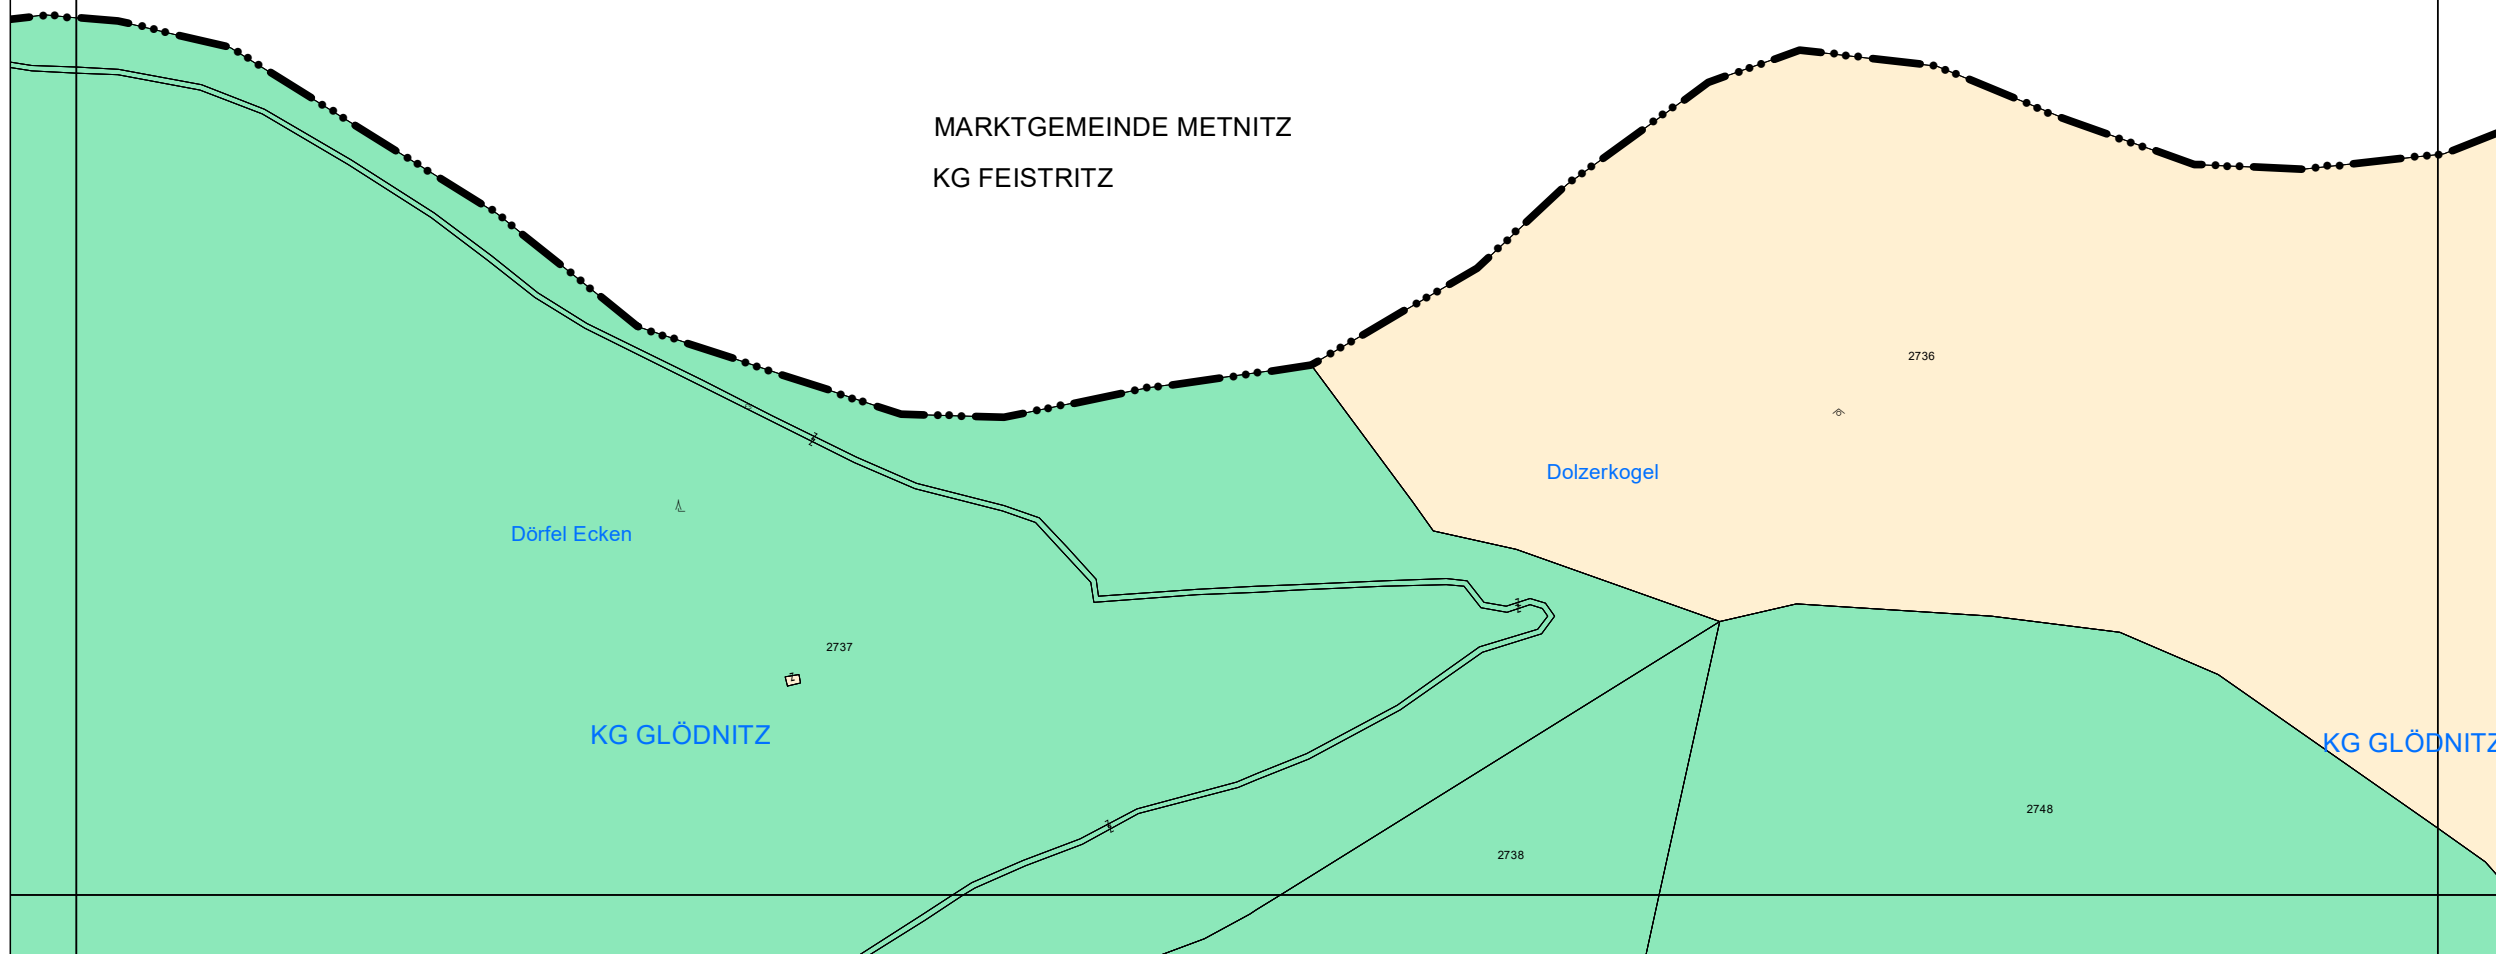 MARKTGEMEINDE METNITZ
KG FEISTRITZ
2736
Dolzerkogel
Dörfel Ecken
2737
KG GLÖDNITZ
KG GLÖDNITZ
2748
2738